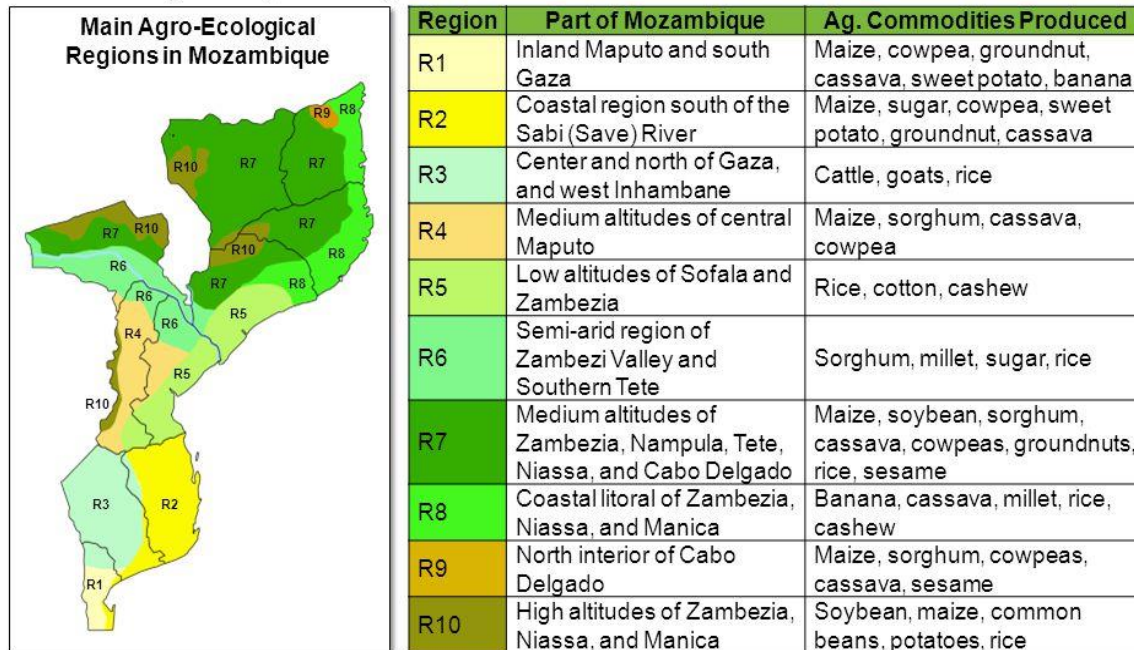 Main Agro-Ecological
Regions in Mozambique
R9
R8
R7
R7
R10
R7
R10
R7
R10
R6
R8
R7
R8
R6
R5
R4
R6
R5
R10
R3
R2
R1
Region Part of Mozambique Ag. Commodities Produced
R1 Inland Maputo and south Maize, cowpea, groundnut,
Gaza cassava, sweet potato, banana
R2 Coastal region south of the Maize, sugar, cowpea, sweet
Sabi (Save) River potato, groundnut, cassava
R3 Center and north of Gaza, Cattle, goats, rice
and west Inhambane
R4 Medium altitudes of central Maize, sorghum, cassava,
Maputo cowpea
R5 Low altitudes of Sofala and Rice, cotton, cashew
Zambezia
R6 Semi-arid region of Sorghum, millet, sugar, rice
Zambezi Valley and
Southern Tete
R7 Medium altitudes of Maize, soybean, sorghum,
Zambezia, Nampula, Tete, cassava, cowpeas, groundnuts,
Niassa, and Cabo Delgado rice, sesame
R8 Coastal litoral of Zambezia, Banana, cassava, millet, rice,
Niassa, and Manica cashew
R9 North interior of Cabo Maize, sorghum, cowpeas,
Delgado cassava, sesame
R10 High altitudes of Zambezia, Soybean, maize, common
Niassa, and Manica beans, potatoes, rice